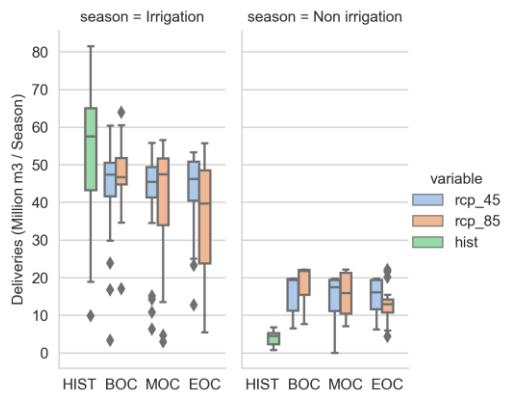 season = Irrigation
season = Non irrigation
Deliveries (Million m3 / Season)
80
70
60
50
40
30
20
10
0
HIST BOC MOC EOC
HIST BOC MOC EOC
variable
rcp_45
rcp_85
hist